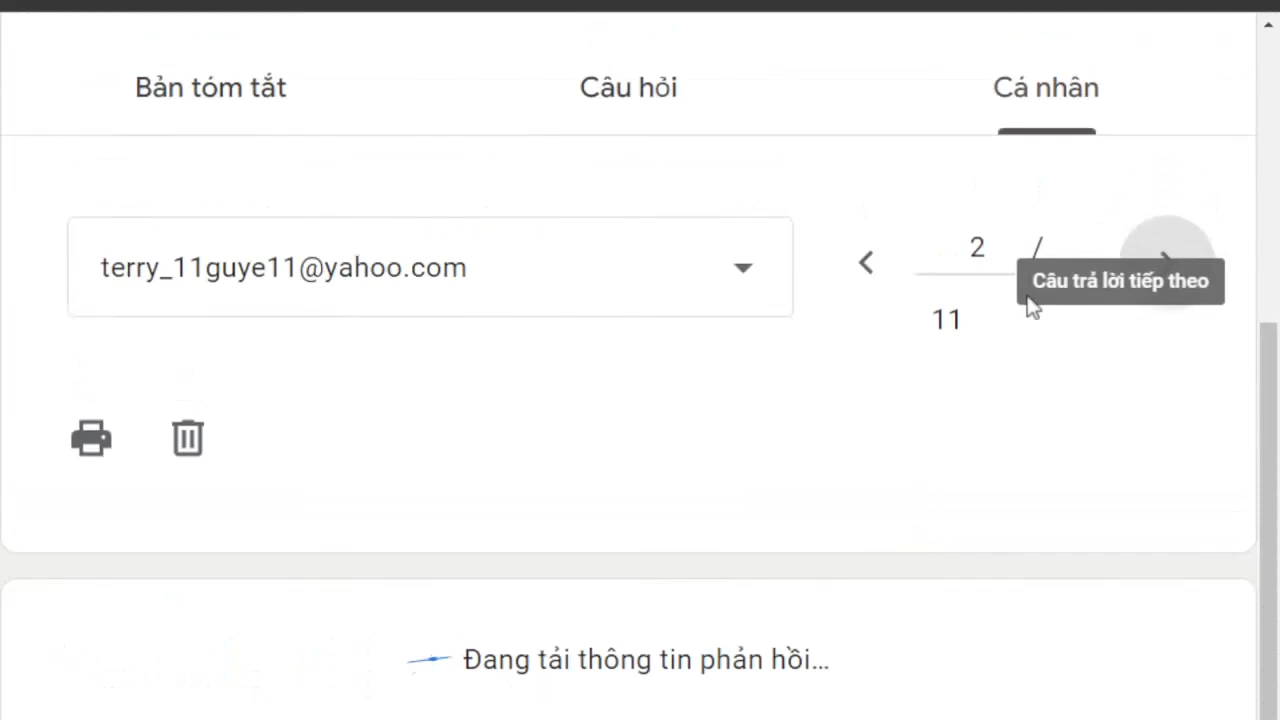 Bản tóm tắt
Câu hỏi
Cá nhân
terry_11guye11@yahoo.com
2 /
Câu trả lời tiếp theo
11
Đang tải thông tin phản hồi...